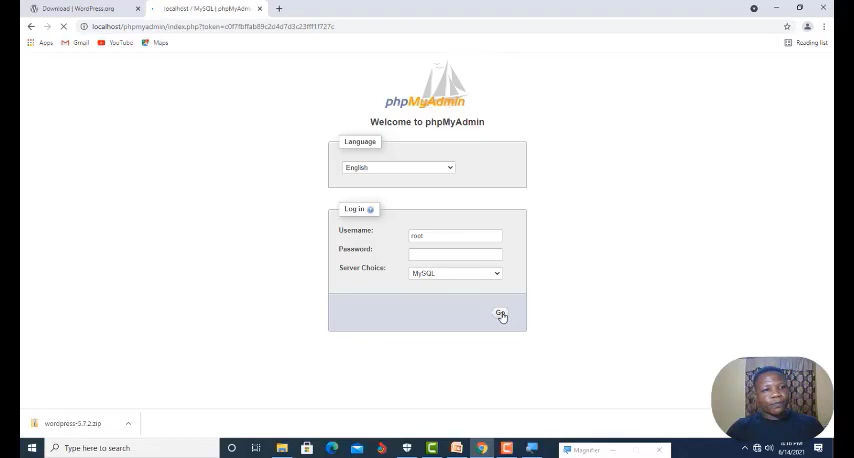 Download | WordPress.org
localhost / MySQL | phpMyAdmin
localhost/phpmyadmin/index.php?token=c0f7fbffab89c2d4d7d3c23fff1f727c
Apps
Gmail
YouTube
Maps
Reading list
phpMyAdmin
Welcome to phpMyAdmin
Language
English
Log in
Username:
root
Password:
Server Choice:
MySQL
Go
wordpress-5.7.2.zip
Type here to search
Magnifier
6/14/2021